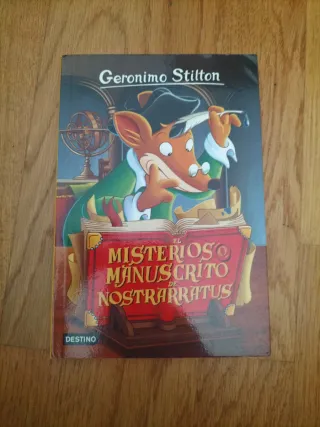 Geronimo Stilton
EL
MISTERIOSO
MANUSCRITO
DE
NOSTRARRATUS
DESTINO